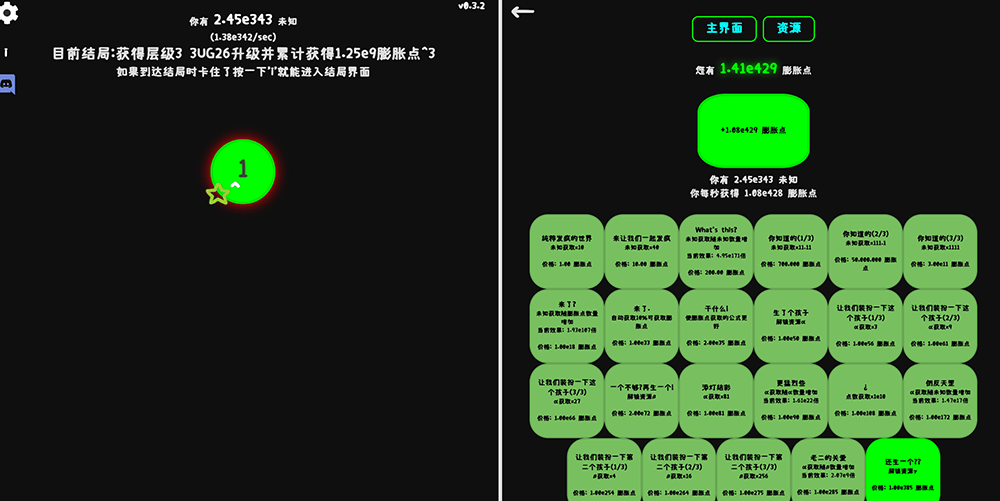 v0.3.2
你有 2.45e343 未知
(1.38e342/sec)
目前结局:获得层级3 3UG26升级并累计获得1.25e9膨胀点^3
如果到达结局时卡住了按一下"i"就能进入结局界面
i
1
主界面
资源
您有 1.41e429 膨胀点
+1.08e429 膨胀点
你有 2.45e343 未知
你每秒获得 1.08e428 膨胀点
纯粹发疯的世界
未知获取x10
价格: 1.00 膨胀点
来让我们一起发疯
未知获取x40
价格: 10.00 膨胀点
What's this?
未知获取随未知数量增
加
当前效果: 4.95e171倍
价格: 200.00 膨胀点
你知道的(1/3)
未知获取x11.11
价格: 700.000 膨胀点
你知道的(2/3)
未知获取x111.1
价格: 50,000,000 膨胀
点
你知道的(3/3)
未知获取x1111
价格: 3.00e11 膨胀点
来了?
未知获取随膨胀点数量
增加
当前效果: 1.93e107倍
价格: 1.00e18 膨胀点
来了.
自动获取10%可获取膨
胀点
价格: 1.00e33 膨胀点
干什么!
使膨胀点获取的公式更
好
价格: 2.00e35 膨胀点
生了个孩子
解锁资源α
价格: 1.00e50 膨胀点
让我们装扮一下这
个孩子(1/3)
α获取x3
价格: 1.00e56 膨胀点
让我们装扮一下这
个孩子(2/3)
α获取x9
价格: 1.00e61 膨胀点
让我们装扮一下这
个孩子(3/3)
α获取x27
价格: 1.00e66 膨胀点
一个不够?再生一个!
解锁资源β
价格: 2.00e72 膨胀点
添灯结彩
α获取x81
价格: 1.00e81 膨胀点
更猛烈些
α获取随α数量增加
当前效果: 1.61e22倍
价格: 1.00e90 膨胀点
¿
点数获取x1e10
价格: 1.00e108 膨胀点
倒反天罡
α获取随未知数量增加
当前效果: 1.47e17倍
价格: 1.00e172 膨胀点
让我们装扮一下第
二个孩子(1/3)
β获取x4
价格: 1.00e254 膨胀点
让我们装扮一下第
二个孩子(2/3)
β获取x16
价格: 1.00e264 膨胀点
让我们装扮一下第
二个孩子(3/3)
β获取x256
价格: 1.00e275 膨胀点
老二的关爱
α获取随β数量增加
当前效果: 2.07e9倍
价格: 1.00e285 膨胀点
还生一个??
解锁资源γ
价格: 1.00e385 膨胀点